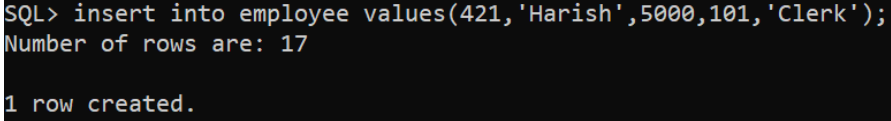 SQL> insert into employee values(421,'Harish',5000,101,'Clerk');
Number of rows are: 17
1 row created.